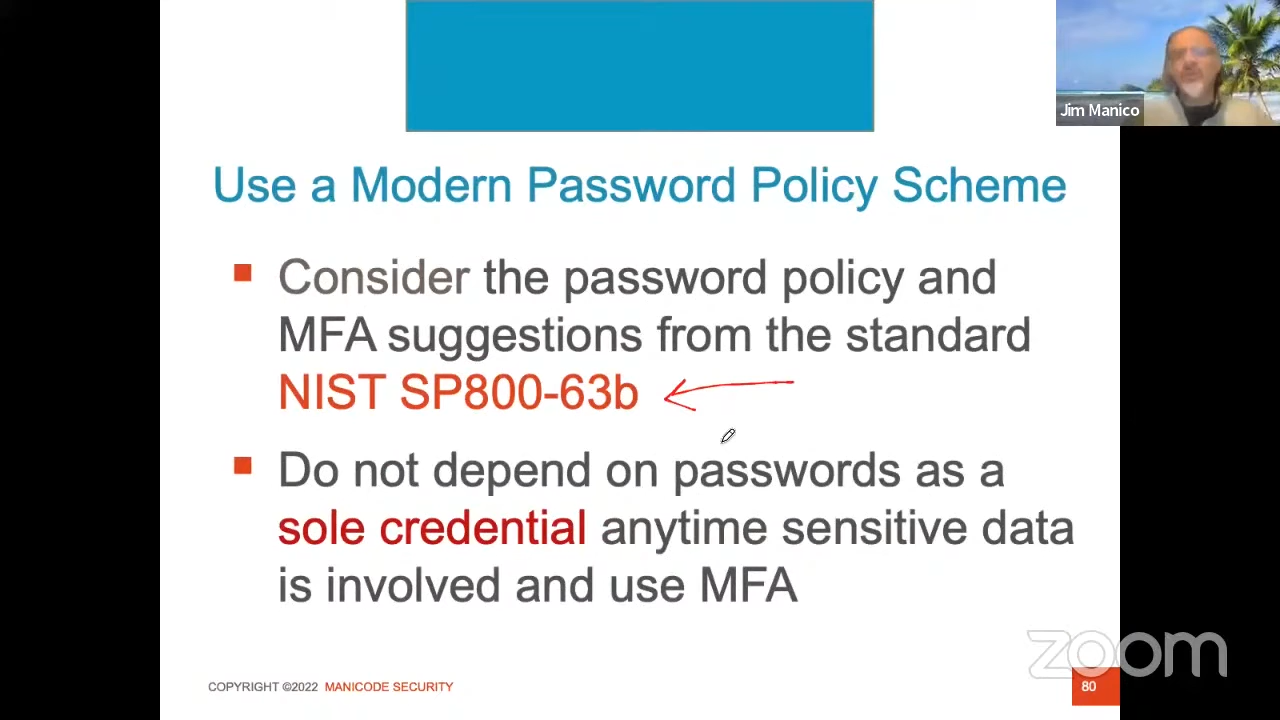 Jim Manico
Use a Modern Password Policy Scheme
Consider the password policy and
MFA suggestions from the standard
NIST SP800-63b
Do not depend on passwords as a
sole credential anytime sensitive data
is involved and use MFA
zoom
COPYRIGHT ©2022 MANICODE SECURITY
80